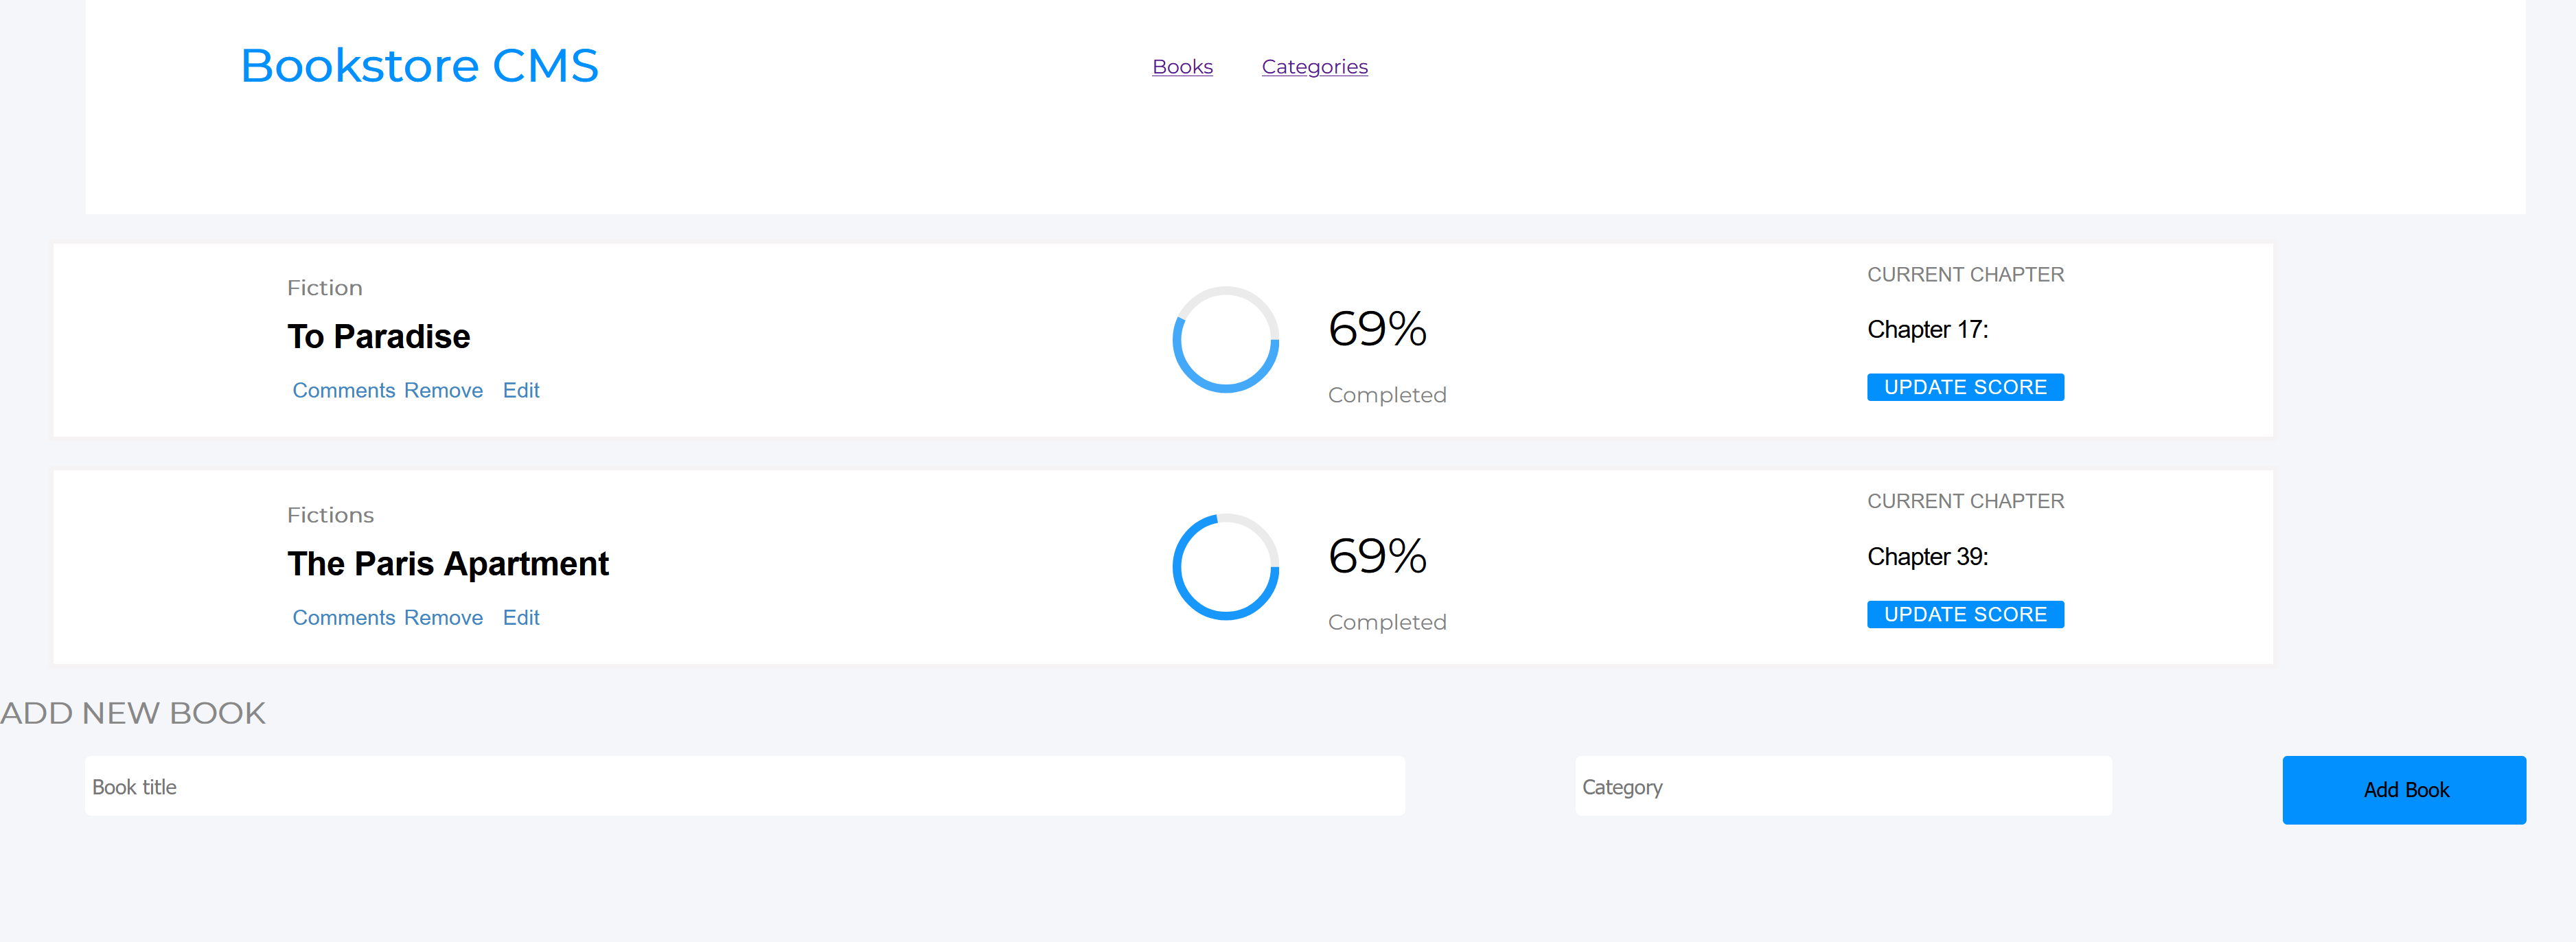 Bookstore CMS
Books Categories
Fiction
To Paradise
Comments Remove Edit
69%
Completed
CURRENT CHAPTER
Chapter 17:
UPDATE SCORE
Fictions
The Paris Apartment
Comments Remove Edit
69%
Completed
CURRENT CHAPTER
Chapter 39:
UPDATE SCORE
ADD NEW BOOK
Book title
Category
Add Book